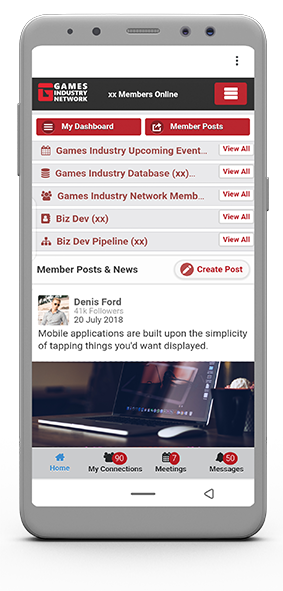 GAMES
INDUSTRY
NETWORK
xx Members Online
My Dashboard
Member Posts
Games Industry Upcoming Event...
View All
Games Industry Database (xx)...
View All
Games Industry Network Memb...
View All
Biz Dev (xx)
View All
Biz Dev Pipeline (xx)
View All
Member Posts & News
Create Post
Denis Ford
41k Followers
20 July 2018
Mobile applications are built upon the simplicity
of tapping things you'd want displayed.
90
7
50
Home
My Connections
Meetings
Messages